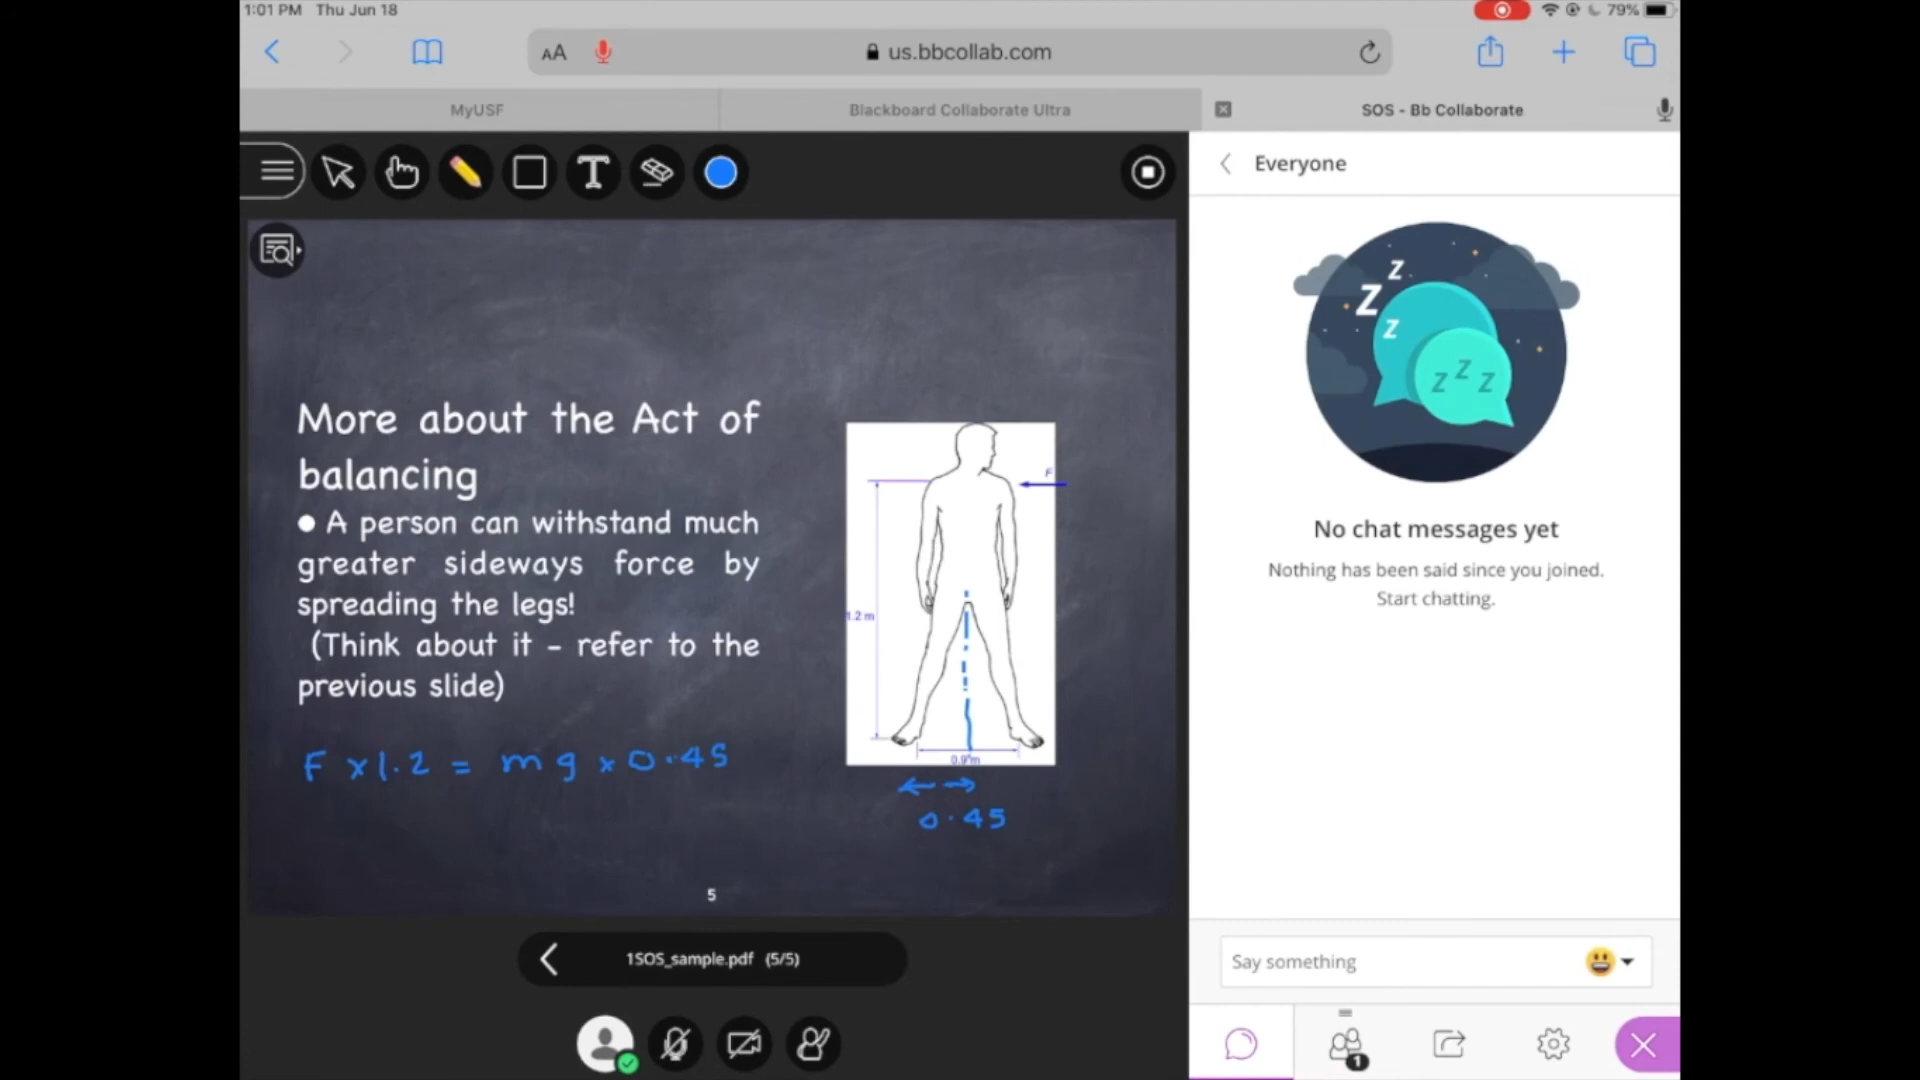 1:01 PM Thu Jun 18
79%
AA
us.bbcollab.com
MyUSF
Blackboard Collaborate Ultra
SOS - Bb Collaborate
T
Everyone
z
Z
z
z z z
No chat messages yet
Nothing has been said since you joined.
Start chatting.
More about the Act of
balancing
● A person can withstand much
greater sideways force by
spreading the legs!
(Think about it - refer to the
previous slide)
F × 1.2 = mg × 0.45
F
1.2 m
0.9 m
0.45
5
1SOS_sample.pdf (5/5)
Say something
1